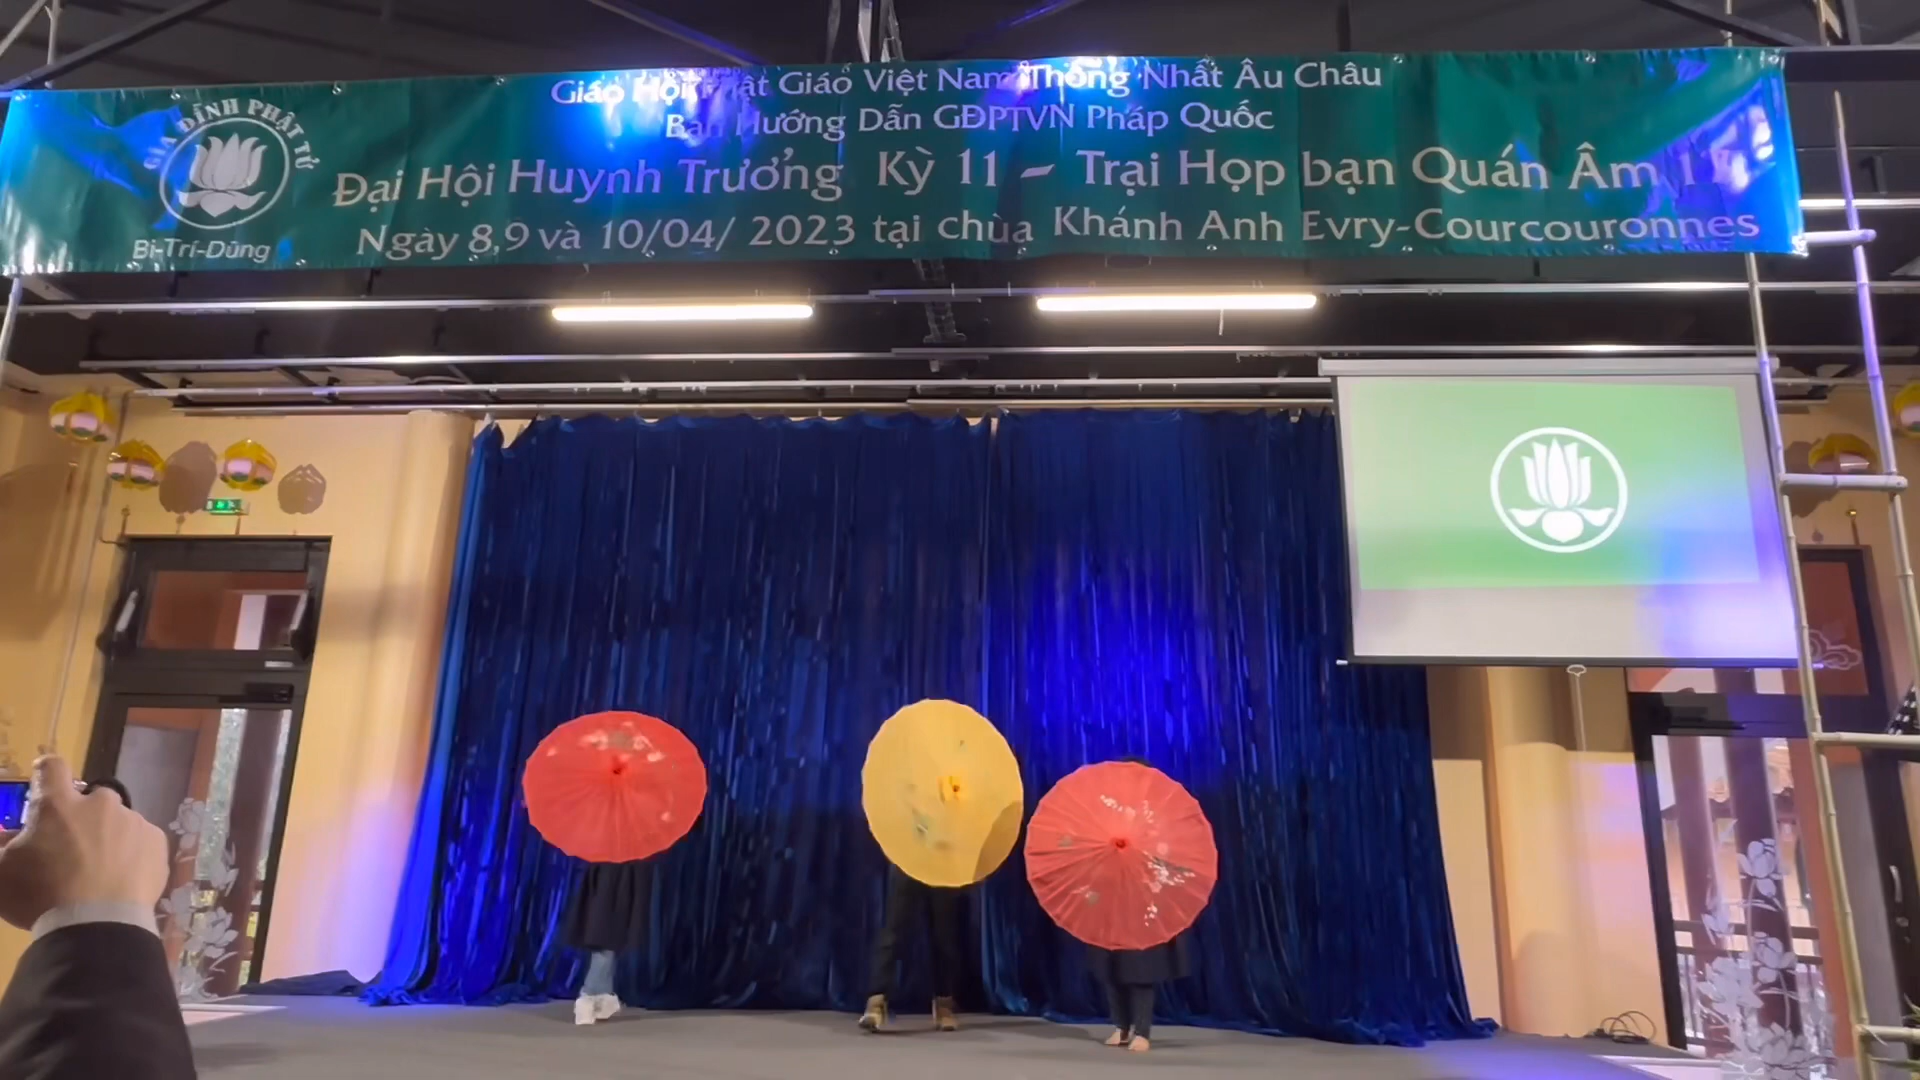 Giáo Hội Phật Giáo Việt Nam Thống Nhất Âu Châu
Ban Hướng Dẫn GĐPTVN Pháp Quốc
GIA ĐÌNH PHẬT TỬ
Đại Hội Huynh Trưởng Kỳ 11 - Trại Họp bạn Quán Âm
Ngày 8,9 và 10/04/ 2023 tại chùa Khánh Anh Evry-Courcouronnes
Bi-Trí-Dũng